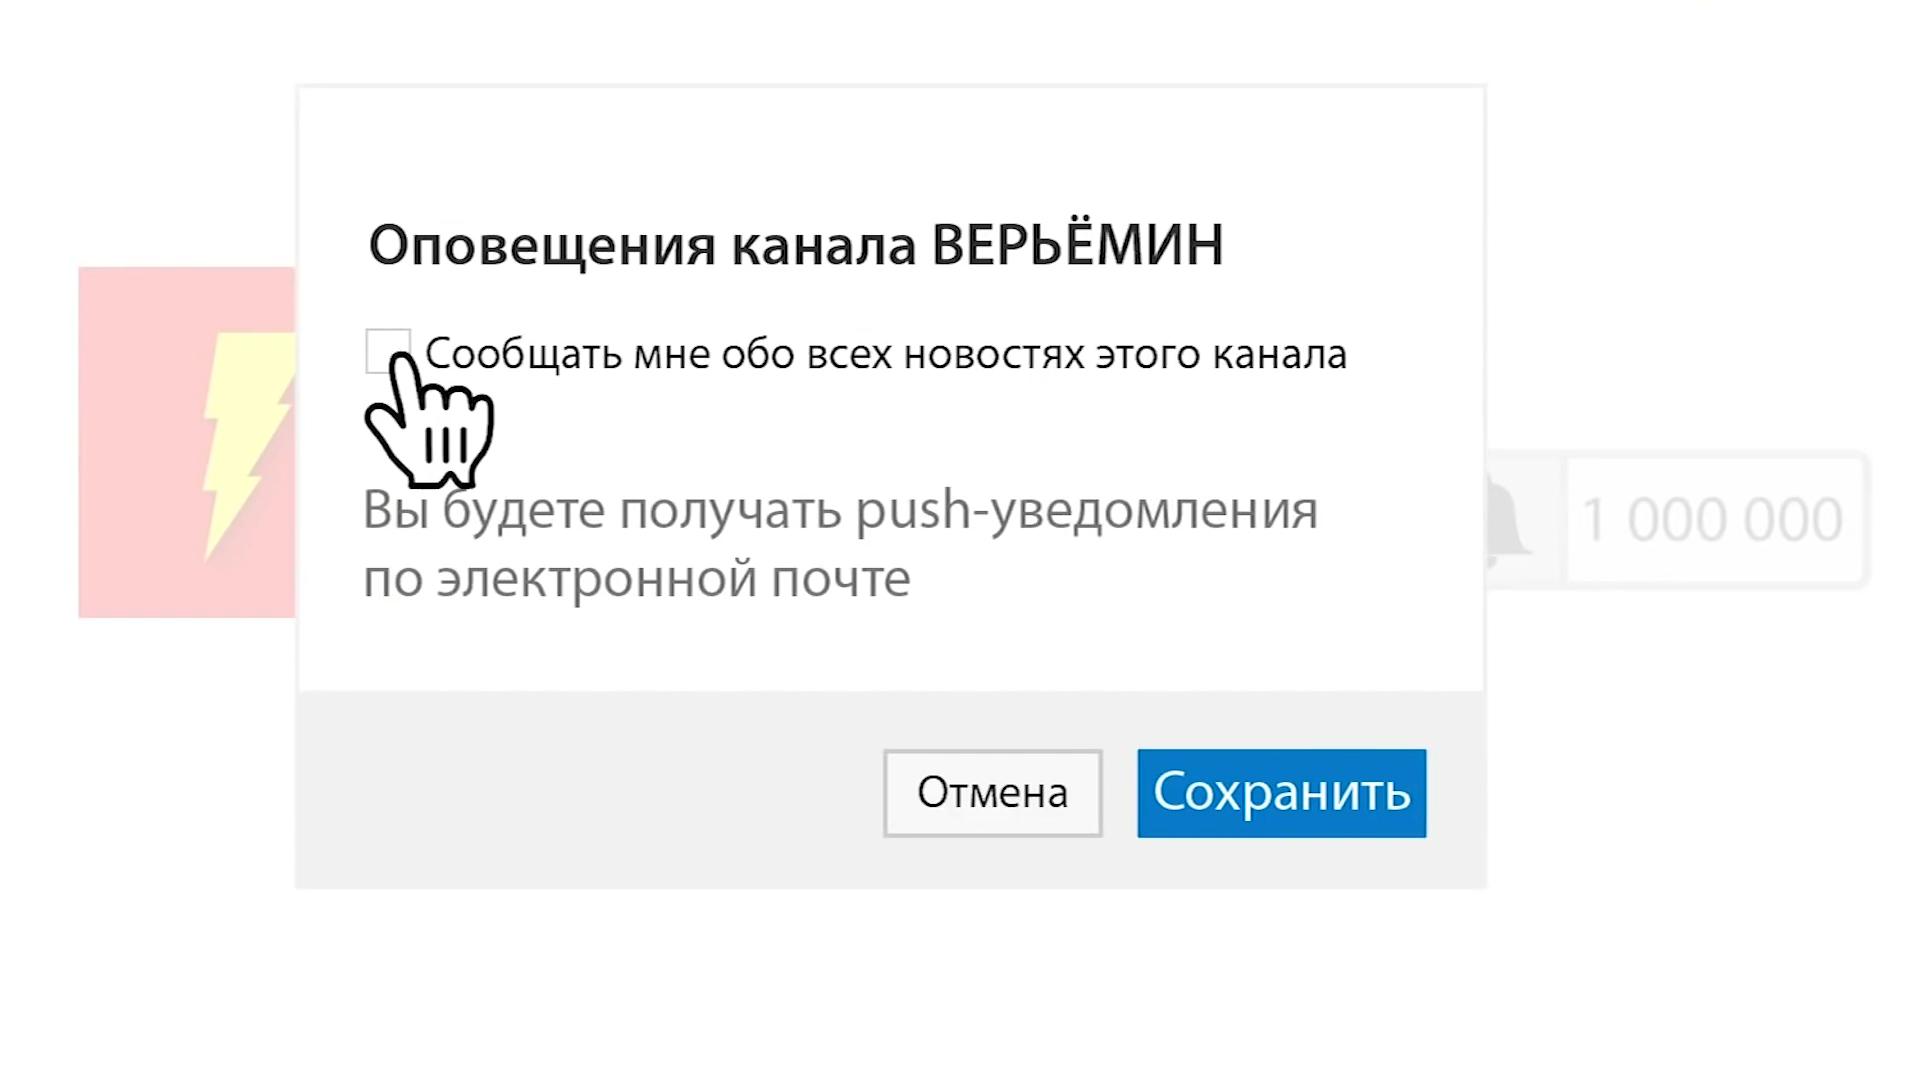 Оповещения канала ВЕРЬЁМИН
Сообщать мне обо всех новостях этого канала
Вы будете получать push-уведомления
по электронной почте
1 000 000
Отмена
Сохранить